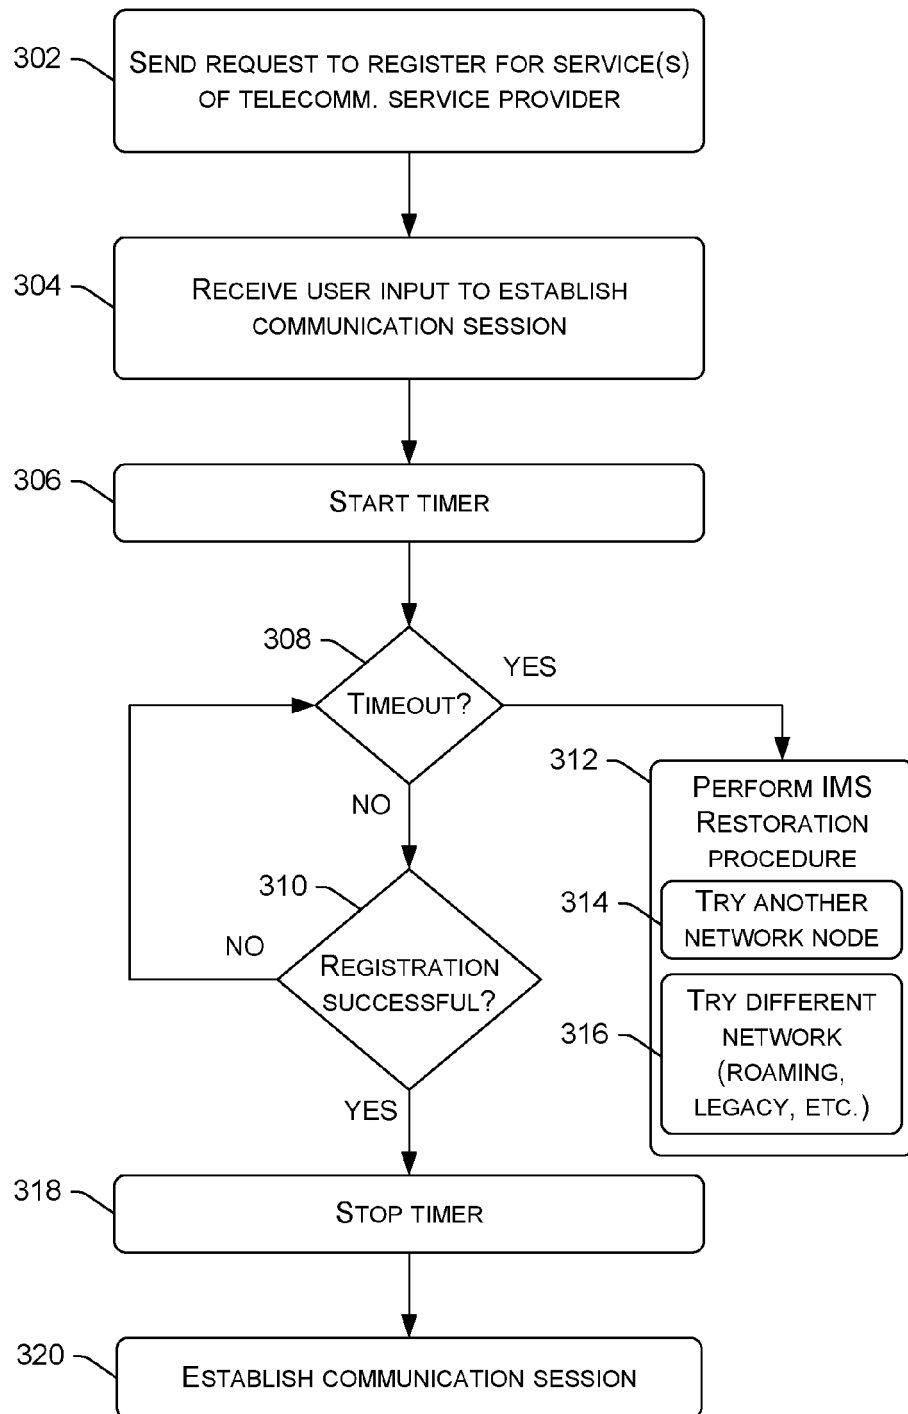 302
SEND REQUEST TO REGISTER FOR SERVICE(S)
OF TELECOMM. SERVICE PROVIDER
304
RECEIVE USER INPUT TO ESTABLISH
COMMUNICATION SESSION
306
START TIMER
308
TIMEOUT?
YES
NO
312
PERFORM IMS
RESTORATION
PROCEDURE
314
TRY ANOTHER
NETWORK NODE
316
TRY DIFFERENT
NETWORK
(ROAMING,
LEGACY, ETC.)
310
NO
REGISTRATION
SUCCESSFUL?
YES
318
STOP TIMER
320
ESTABLISH COMMUNICATION SESSION